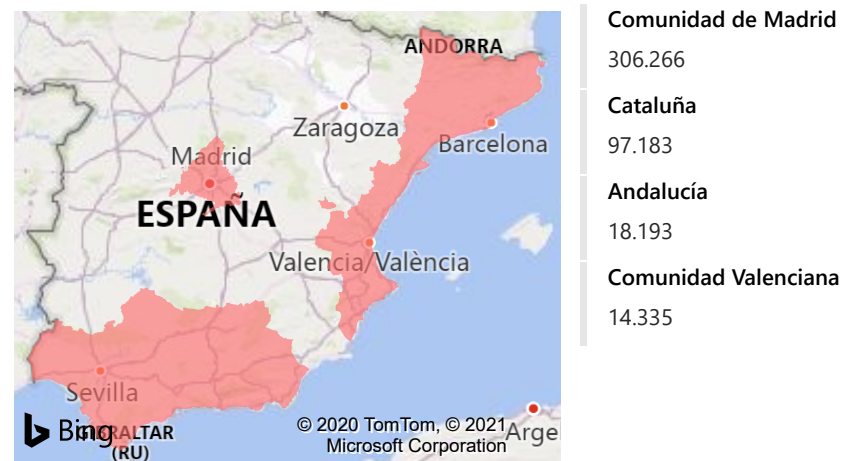 ANDORRA
Zaragoza
Barcelona
Madrid
ESPAÑA
Valencia/València
Sevilla
Bing
GIBRALTAR
(RU)
© 2020 TomTom, © 2021
Microsoft Corporation
Arge
Comunidad de Madrid
306.266
Cataluña
97.183
Andalucía
18.193
Comunidad Valenciana
14.335